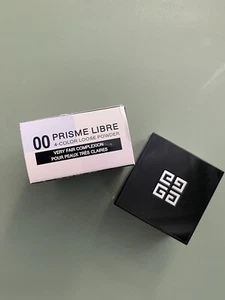 00 PRISME LIBRE
4-COLOR LOOSE POWDER
VERY FAIR COMPLEXION
POUR PEAUX TRÈS CLAIRES